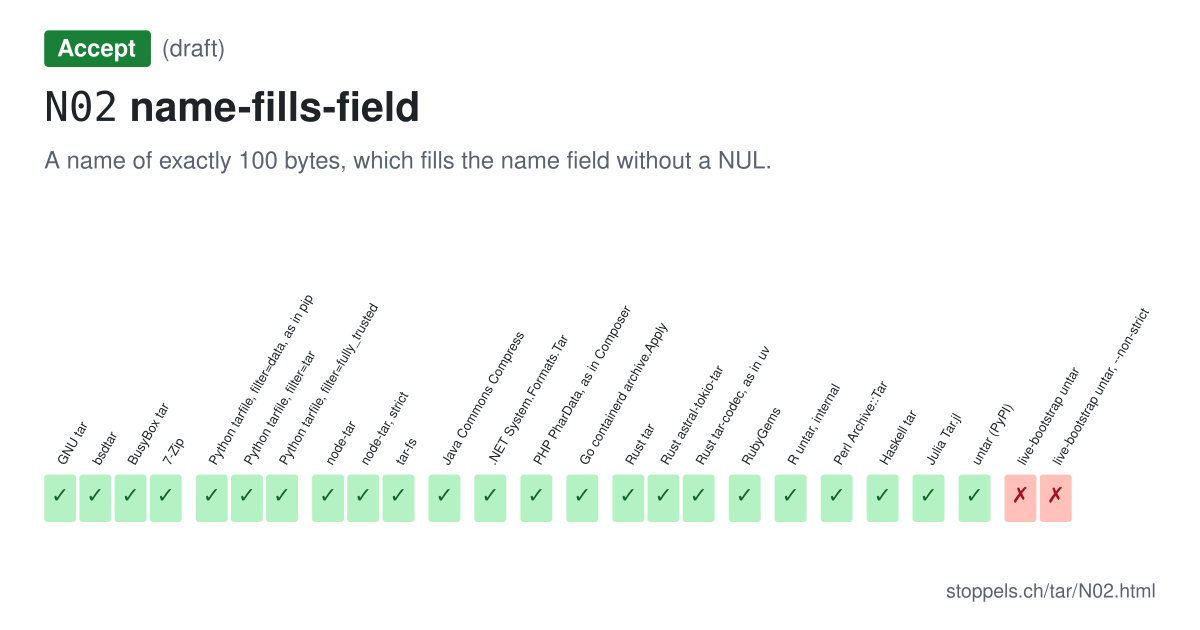 Accept (draft)
N02 name-fills-field
A name of exactly 100 bytes, which fills the name field without a NUL.
GNU tar
bsdtar
BusyBox tar
7-Zip
Python tarfile, filter=data, as in pip
Python tarfile, filter=tar
Python tarfile, filter=fully_trusted
node-tar
node-tar, strict
tar-fs
Java Commons Compress
.NET System.Formats.Tar
PHP PharData, as in Composer
Go containerd archive.Apply
Rust tar
Rust astral-tokio-tar
Rust tar-codec, as in uv
RubyGems
R untar, internal
Perl Archive::Tar
Haskell tar
Julia Tar.jl
untar (PyPI)
live-bootstrap untar
live-bootstrap untar, --non-strict
✓ ✓ ✓ ✓ ✓ ✓ ✓ ✓ ✓ ✓ ✓ ✓ ✓ ✓ ✓ ✓ ✓ ✓ ✓ ✓ ✓ ✓ ✓ ✗ ✗
stoppels.ch/tar/N02.html